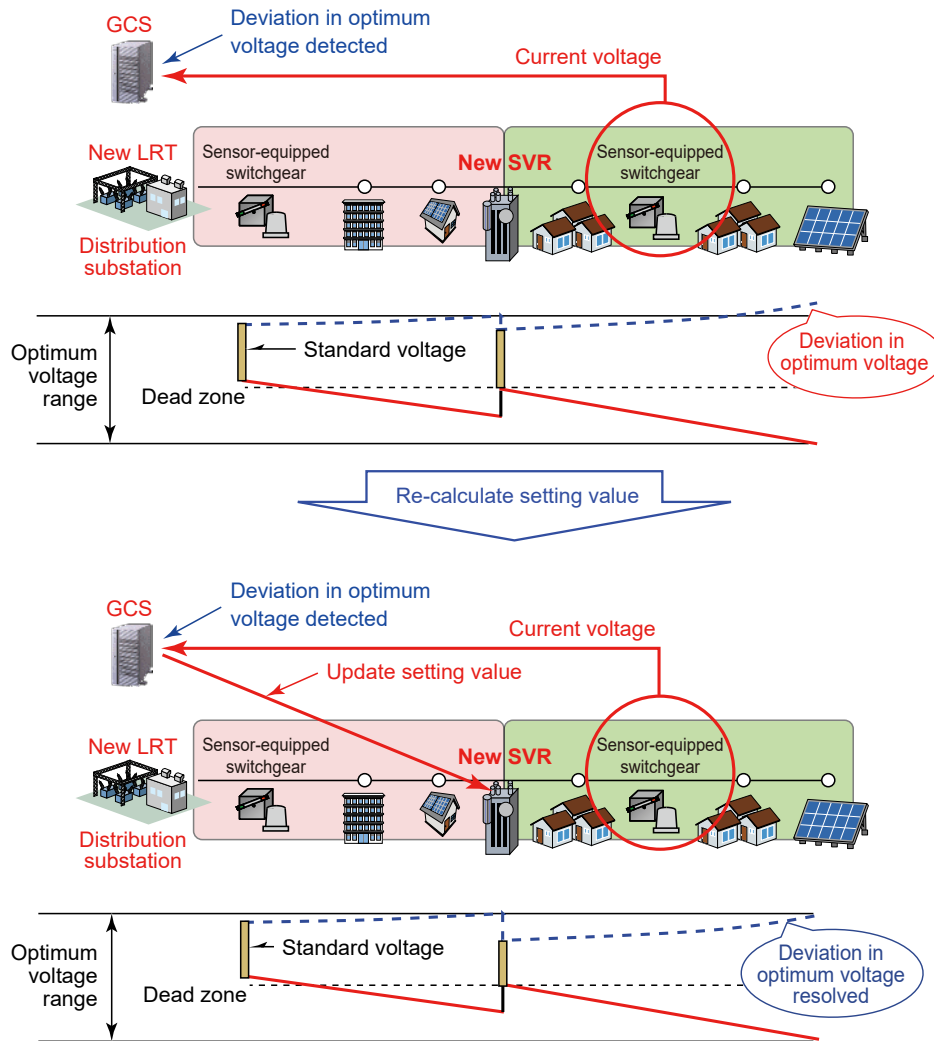 GCS
Deviation in optimum
voltage detected
Current voltage
New LRT
Sensor-equipped
switchgear
New SVR
Sensor-equipped
switchgear
Distribution
substation
Optimum
voltage
range
Standard voltage
Dead zone
Deviation in
optimum voltage
Re-calculate setting value
GCS
Deviation in optimum
voltage detected
Current voltage
Update setting value
New LRT
Sensor-equipped
switchgear
New SVR
Sensor-equipped
switchgear
Distribution
substation
Optimum
voltage
range
Standard voltage
Dead zone
Deviation in
optimum voltage
resolved